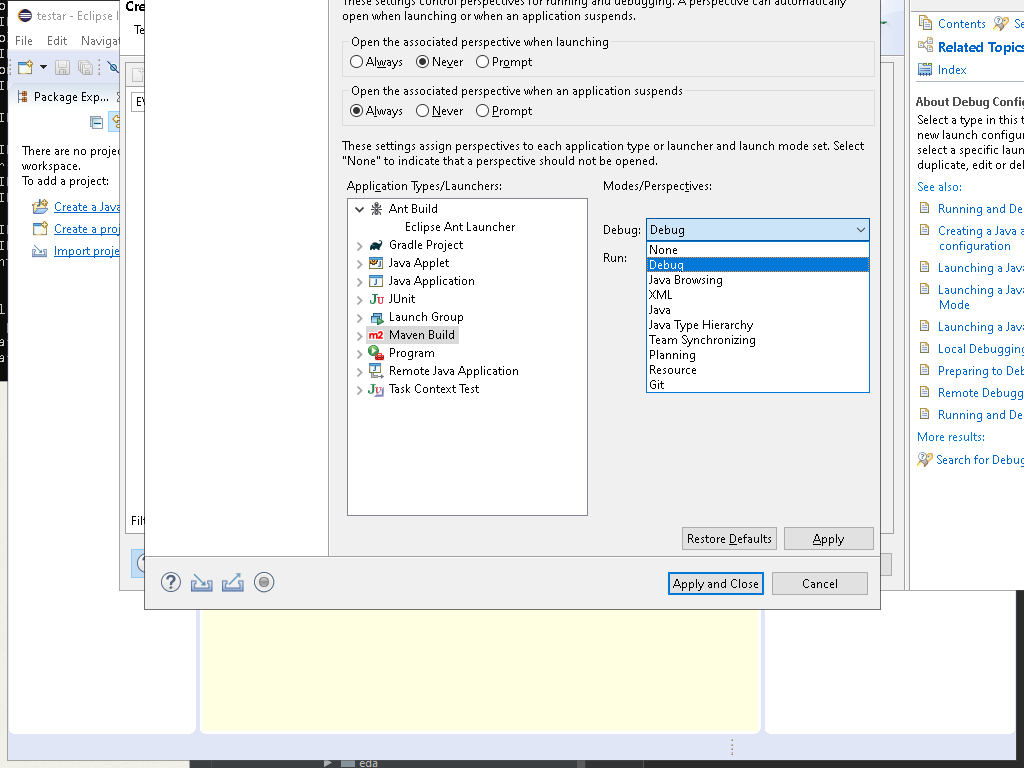 testar - Eclipse
File Edit Navigat
Package Exp...
There are no
workspace.
To add a project:
Create a Java
Create a
Import
Cre
Te
Filt
These settings control perspectives for running and debugging. A perspective can automatically
open when launching or when an application suspends.
Open the associated perspective when launching
Always Never Prompt
Open the associated perspective when an application suspends
Always Never Prompt
These settings assign perspectives to each application type or launcher and launch mode set. Select
"None" to indicate that a perspective should not be opened.
Application Types/Launchers:
Ant Build
Eclipse Ant Launcher
Gradle Project
Java Applet
Java Application
JUnit
Launch Group
m2 Maven Build
Program
Remote Java Application
Task Context Test
Modes/Perspectives:
Debug: Debug
Run:
None
Debug
Java Browsing
XML
Java
Java Type Hierarchy
Team Synchronizing
Planning
Resource
Git
Restore Defaults Apply
Apply and Close Cancel
Contents Se
Related Topics
Index
About Debug Config
Select a type in this t
new launch configur
select a specific laun
duplicate, edit or del
See also:
Running and De
Creating a Java a
configuration
Launching a Java
Launching a Java
Mode
Launching a Java
Local Debugging
Preparing to Deb
Remote Debugg
Running and De
More results:
Search for Debug
eda